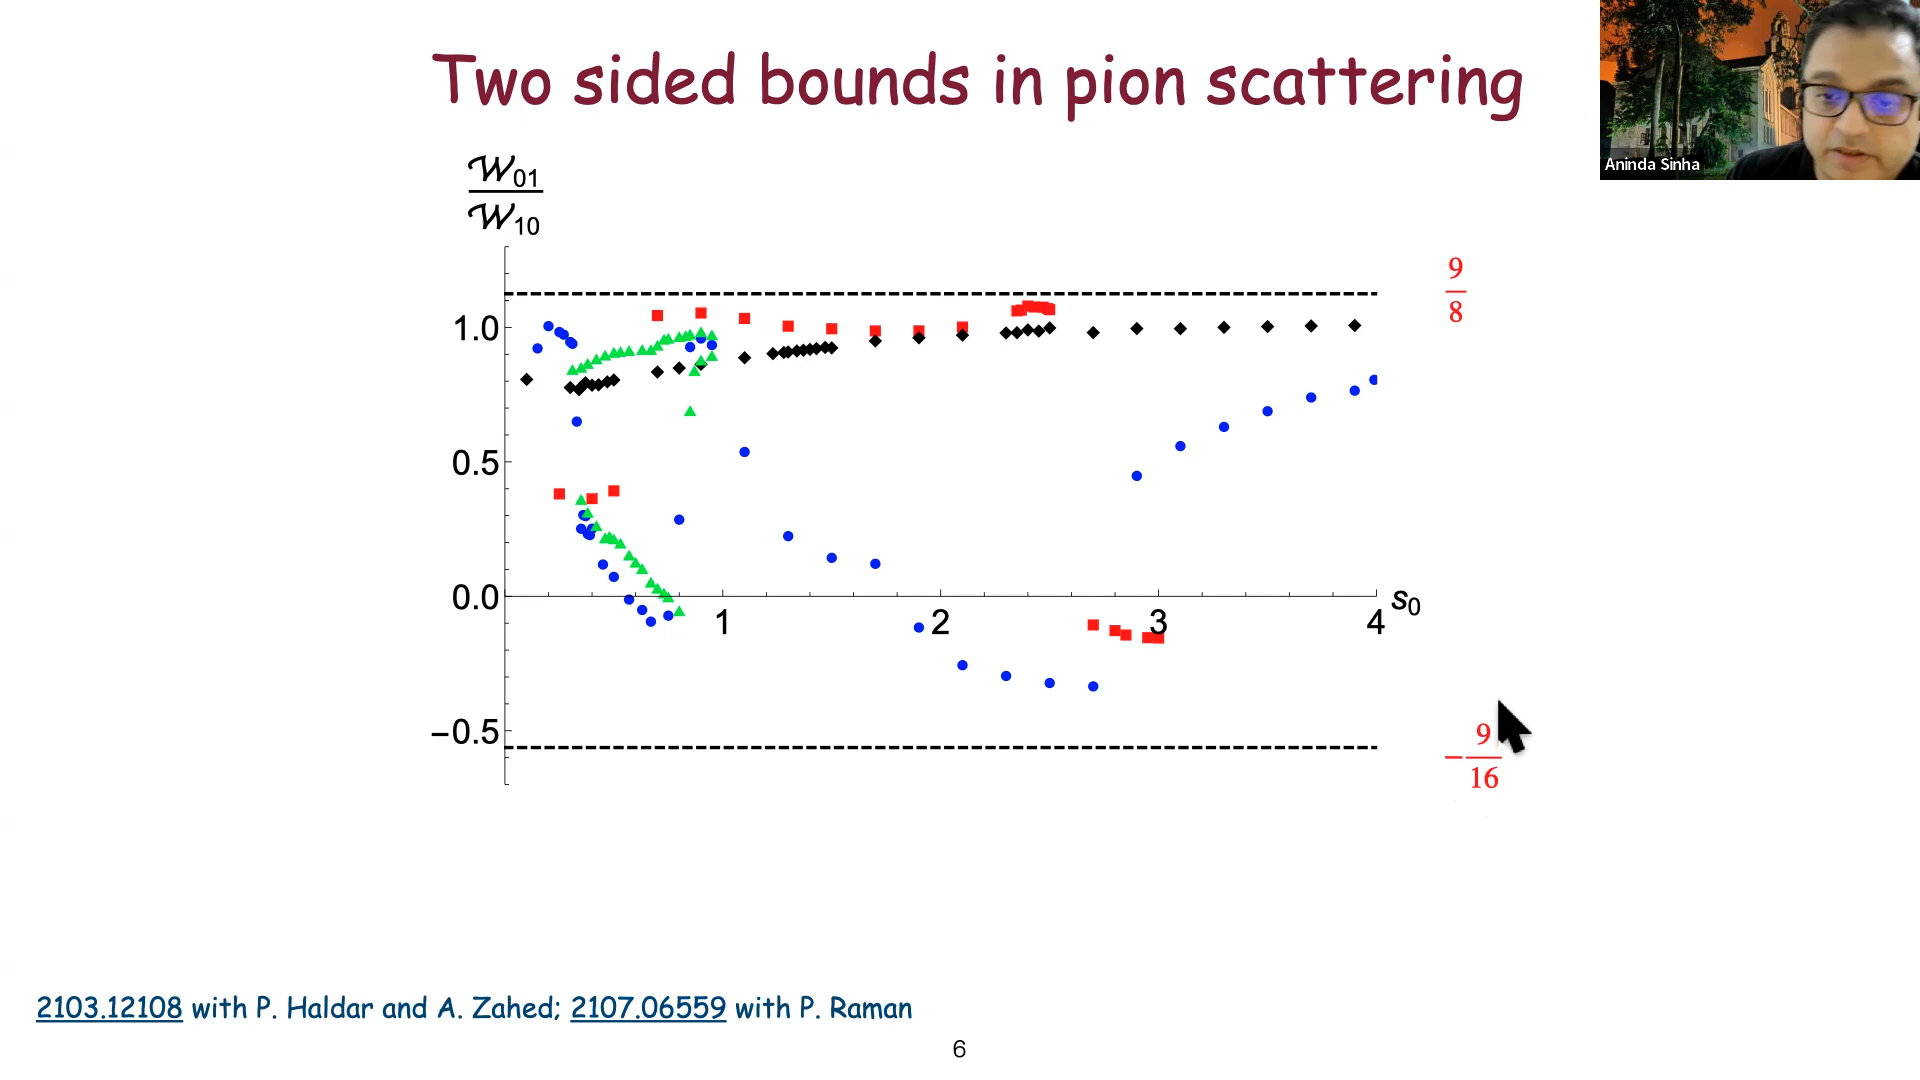 Two sided bounds in pion scattering
Aninda Sinha
𝒲01
𝒲10
9
8
1.0
0.5
0.0
1
2
3
4
s0
−0.5
−9
16
2103.12108 with P. Haldar and A. Zahed; 2107.06559 with P. Raman
6